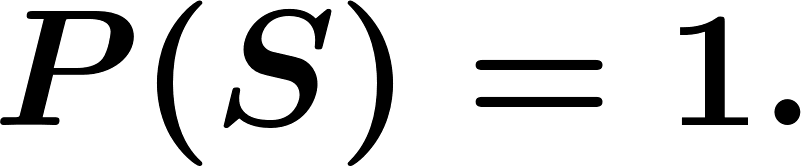 P(S) = 1.